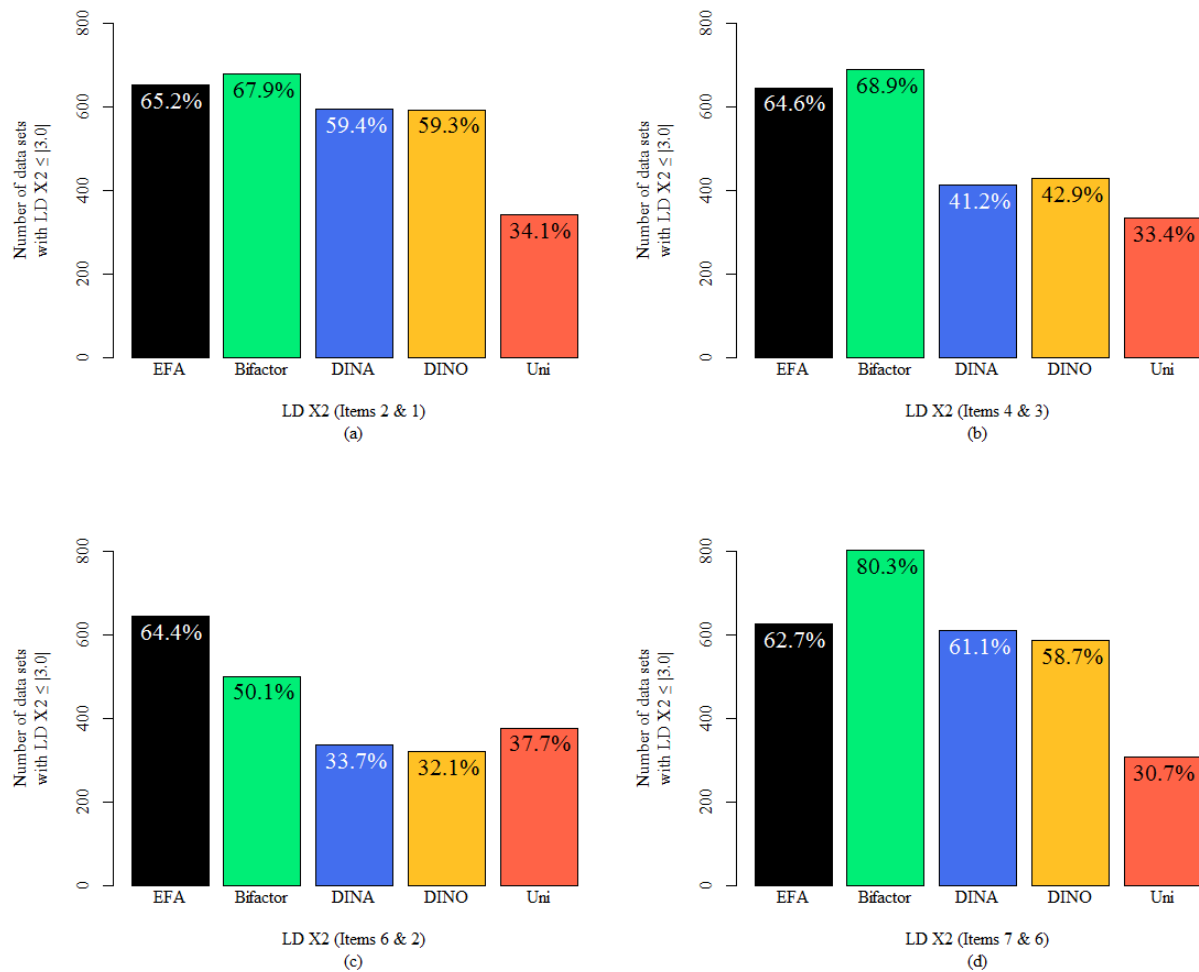 Number of data sets
with LD X2 ≤ |3.0|
800
600
400
200
0
65.2%
67.9%
59.4%
59.3%
34.1%
EFA Bifactor DINA DINO Uni
LD X2 (Items 2 & 1)
(a)
Number of data sets
with LD X2 ≤ |3.0|
800
600
400
200
0
64.6%
68.9%
41.2%
42.9%
33.4%
EFA Bifactor DINA DINO Uni
LD X2 (Items 4 & 3)
(b)
Number of data sets
with LD X2 ≤ |3.0|
800
600
400
200
0
64.4%
50.1%
33.7%
32.1%
37.7%
EFA Bifactor DINA DINO Uni
LD X2 (Items 6 & 2)
(c)
Number of data sets
with LD X2 ≤ |3.0|
800
600
400
200
0
62.7%
80.3%
61.1%
58.7%
30.7%
EFA Bifactor DINA DINO Uni
LD X2 (Items 7 & 6)
(d)